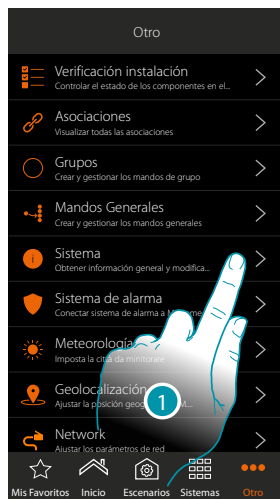 Otro
Verificación instalación
Controlar el estado de los componentes en el...
Asociaciones
Visualizar todas las asociaciones
Grupos
Crear y gestionar los mandos de grupo
Mandos Generales
Crear y gestionar los mandos generales
Sistema
Obtener información general y modifica...
Sistema de alarma
Conectar sistema de alarma a M
Meteorología
Imposta la città da minitorare
Geolocalización
Ajustar la posición geog M...
1
Network
Ajustar los parámetros de red
Mis Favoritos Inicio Escenarios Sistemas Otro